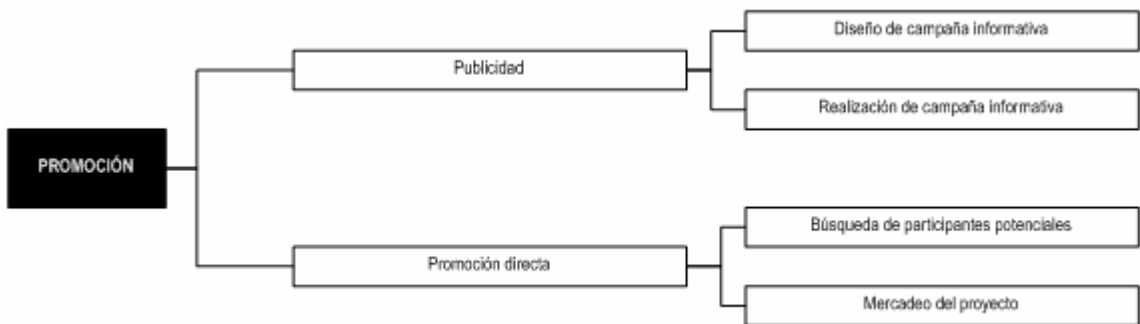 PROMOCIÓN
Publicidad
Diseño de campaña informativa
Realización de campaña informativa
Promoción directa
Búsqueda de participantes potenciales
Mercadeo del proyecto